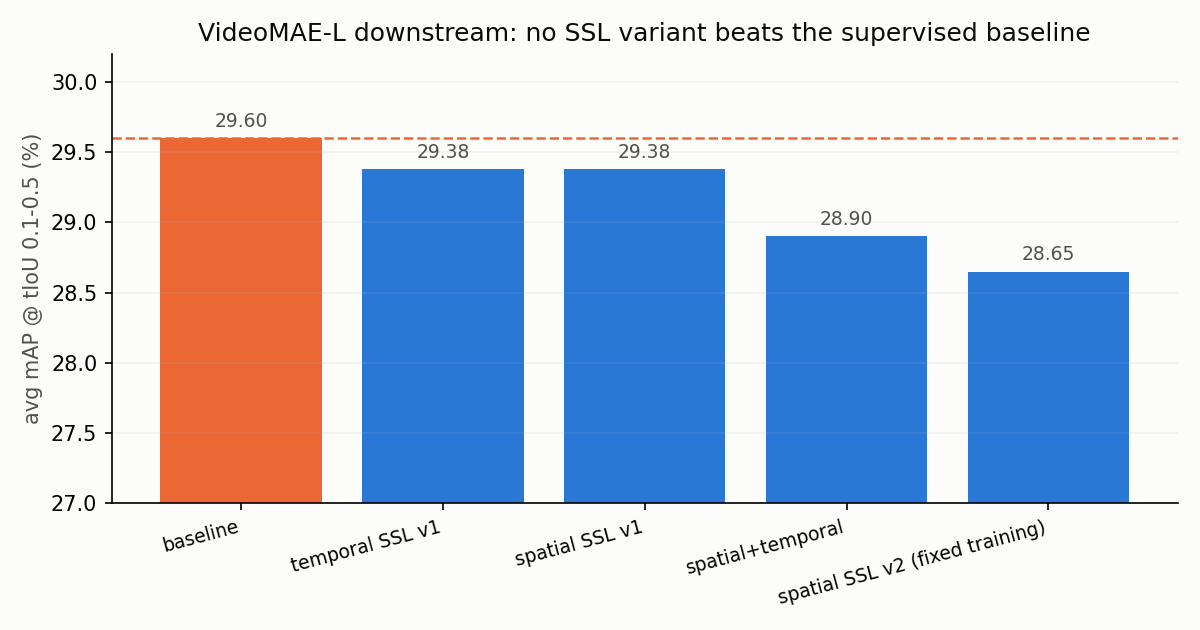 VideoMAE-L downstream: no SSL variant beats the supervised baseline
avg mAP @ tIoU 0.1-0.5 (%)
30.0
29.5
29.0
28.5
28.0
27.5
27.0
29.60
29.38
29.38
28.90
28.65
baseline
temporal SSL v1
spatial SSL v1
spatial+temporal
spatial SSL v2 (fixed training)